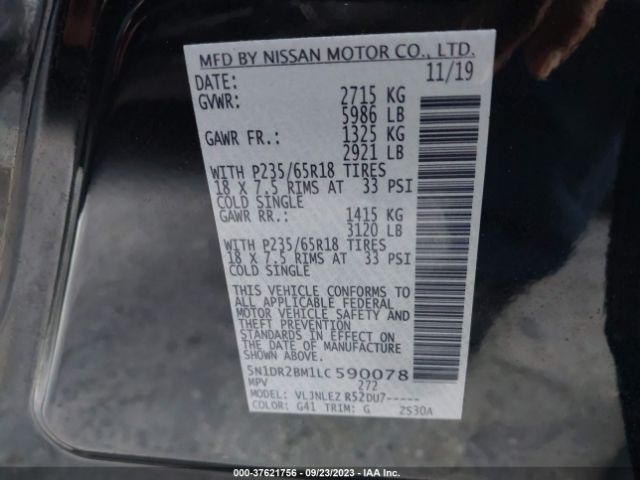 MFD BY NISSAN MOTOR CO., LTD.
DATE: 11/19
GVWR: 2715 KG
5986 LB
GAWR FR.: 1325 KG
2921 LB
WITH P235/65R18 TIRES
18 X 7.5 RIMS AT 33 PSI
COLD SINGLE
GAWR RR.: 1415 KG
3120 LB
WITH P235/65R18 TIRES
18 X 7.5 RIMS AT 33 PSI
COLD SINGLE
THIS VEHICLE CONFORMS TO
ALL APPLICABLE FEDERAL
MOTOR VEHICLE SAFETY AND
THEFT PREVENTION
STANDARDS IN EFFECT ON
THE DATE OF MANUFACTURE
SHOWN ABOVE.
5N1DR2BM1LC590078
MPV 272
MODEL: VLJNLEZ R52DU7-----
COLOR: G41 TRIM: G 2S30A
000-37621756 - 09/23/2023 - IAA Inc.